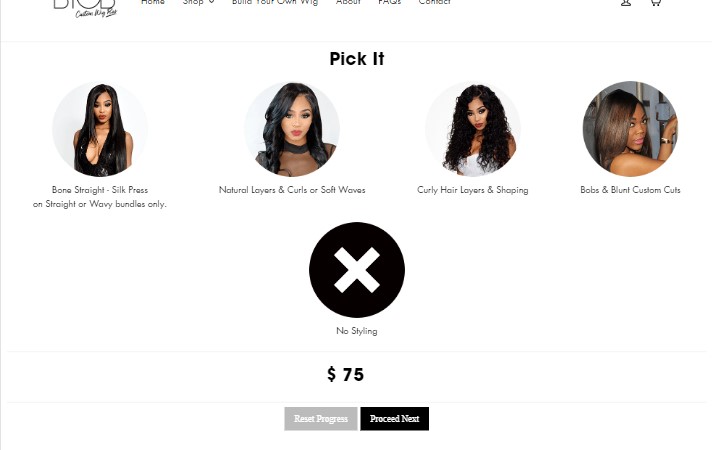 Custom Wig Bar
Home Shop Build Your Own Wig About FAQs Contact
Pick It
Bone Straight - Silk Press
on Straight or Wavy bundles only.
Natural Layers & Curls or Soft Waves
Curly Hair Layers & Shaping
Bobs & Blunt Custom Cuts
No Styling
$ 75
Reset Progress Proceed Next